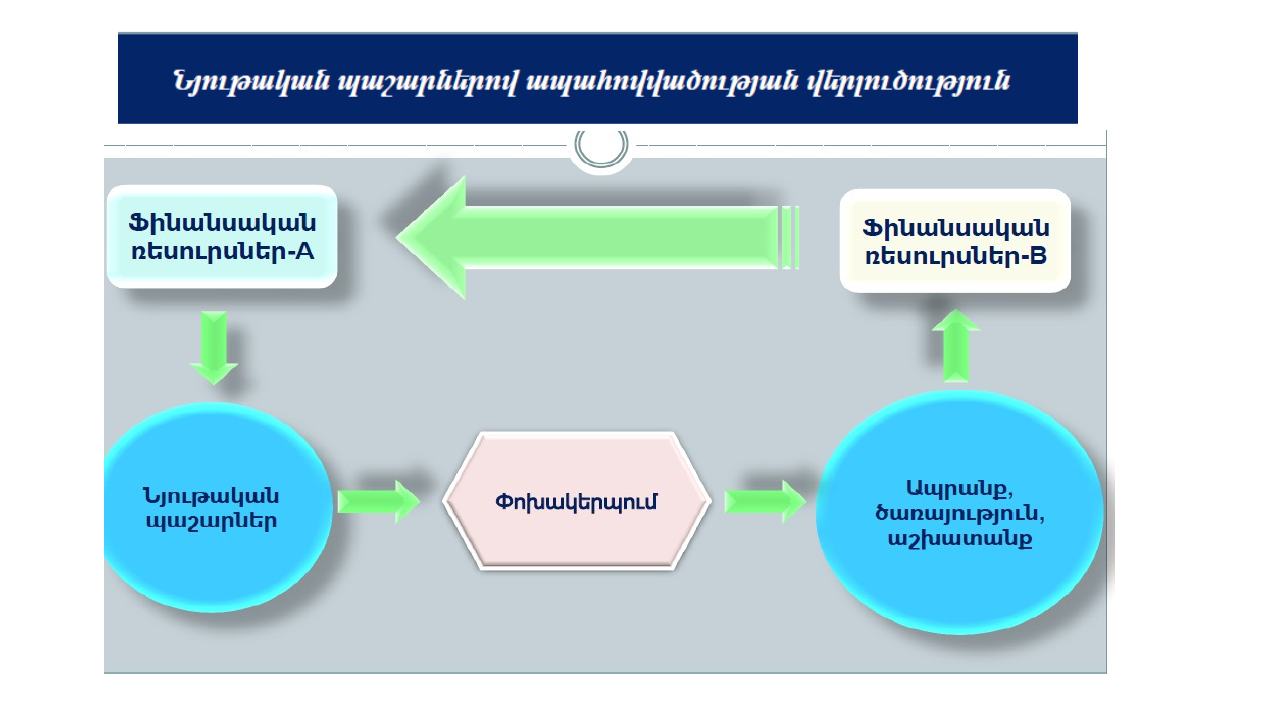 Նյութական պաշարներով ապահովվածության վերլուծություն
Ֆինանսական
ռեսուրսներ-A
Ֆինանսական
ռեսուրսներ-B
Նյութական
պաշարներ
Փոխակերպում
Ապրանք,
ծառայություն,
աշխատանք